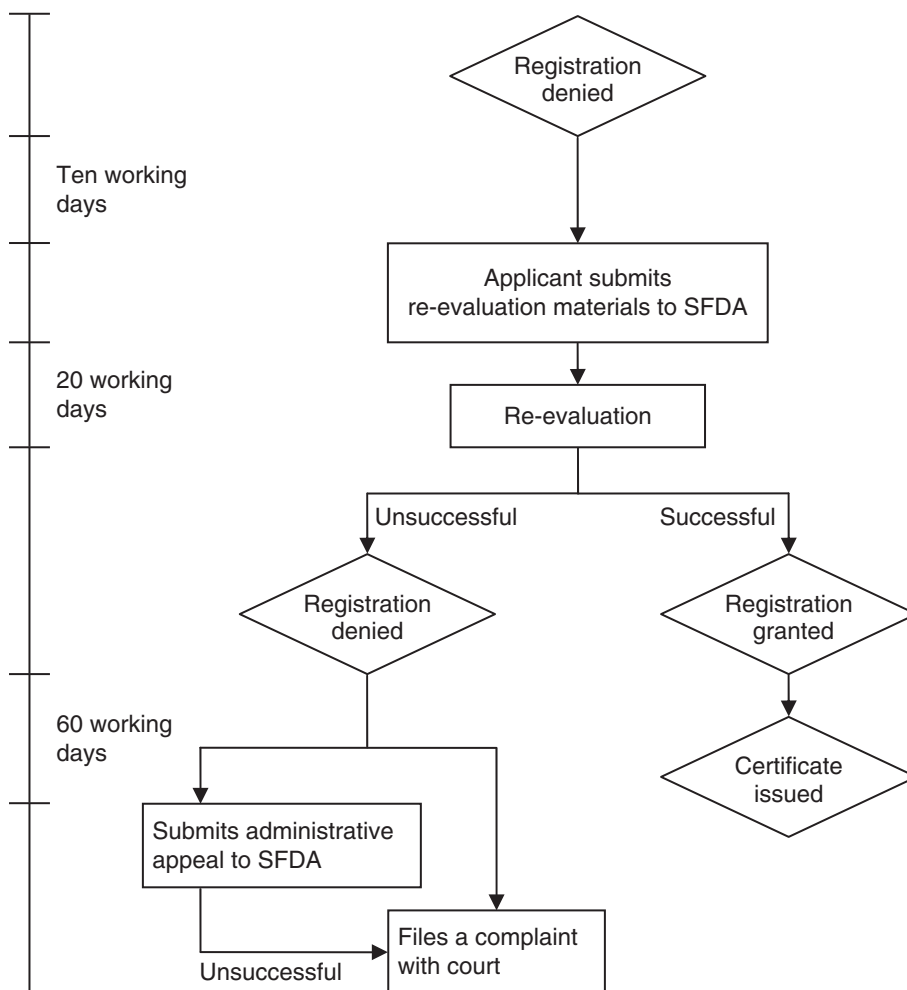 Registration
denied
Ten working
days
Applicant submits
re-evaluation materials to SFDA
20 working
days
Re-evaluation
Unsuccessful
Successful
Registration
denied
Registration
granted
60 working
days
Certificate
issued
Submits administrative
appeal to SFDA
Unsuccessful
Files a complaint
with court